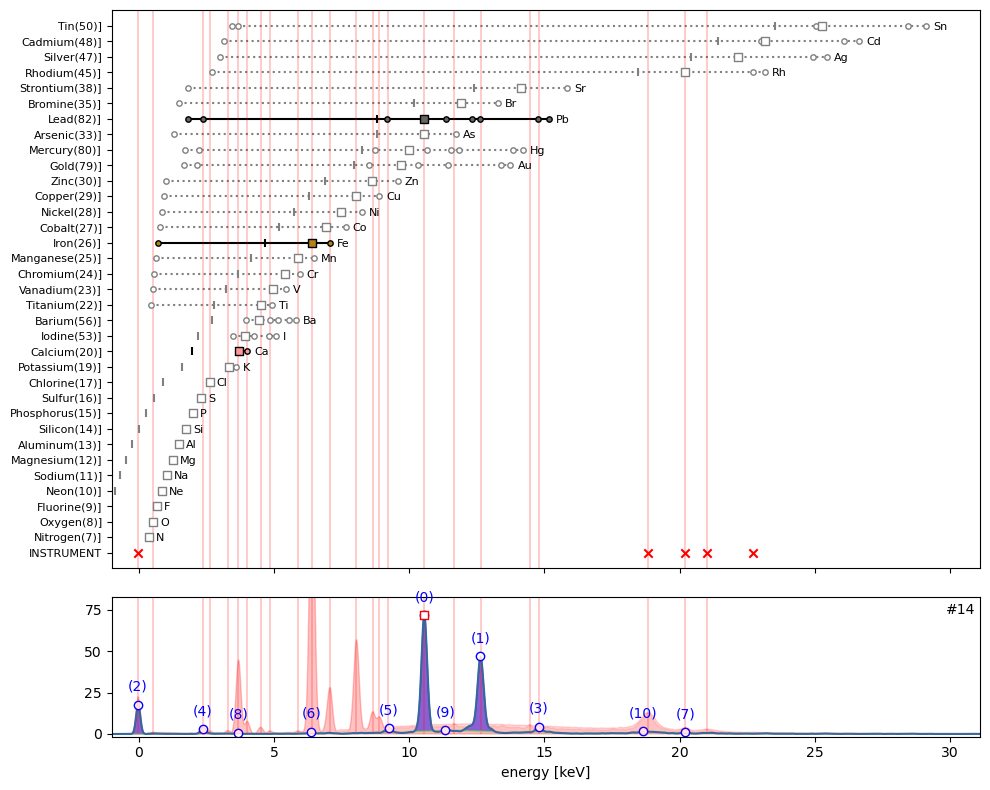 Tin(50)] Sn
Cadmium(48)] Cd
Silver(47)] Ag
Rhodium(45)] Rh
Strontium(38)] Sr
Bromine(35)] Br
Lead(82)] Pb
Arsenic(33)] As
Mercury(80)] Hg
Gold(79)] Au
Zinc(30)] Zn
Copper(29)] Cu
Nickel(28)] Ni
Cobalt(27)] Co
Iron(26)] Fe
Manganese(25)] Mn
Chromium(24)] Cr
Vanadium(23)] V
Titanium(22)] Ti
Barium(56)] Ba
Iodine(53)] I
Calcium(20)] Ca
Potassium(19)] K
Chlorine(17)] Cl
Sulfur(16)] S
Phosphorus(15)] P
Silicon(14)] Si
Aluminum(13)] Al
Magnesium(12)] Mg
Sodium(11)] Na
Neon(10)] Ne
Fluorine(9)] F
Oxygen(8)] O
Nitrogen(7)] N
INSTRUMENT
0 5 10 15 20 25 30
#14
75
50
25
0
(2) (4) (8) (6) (5) (0) (9) (1) (3) (10) (7)
0 5 10 15 20 25 30
energy [keV]